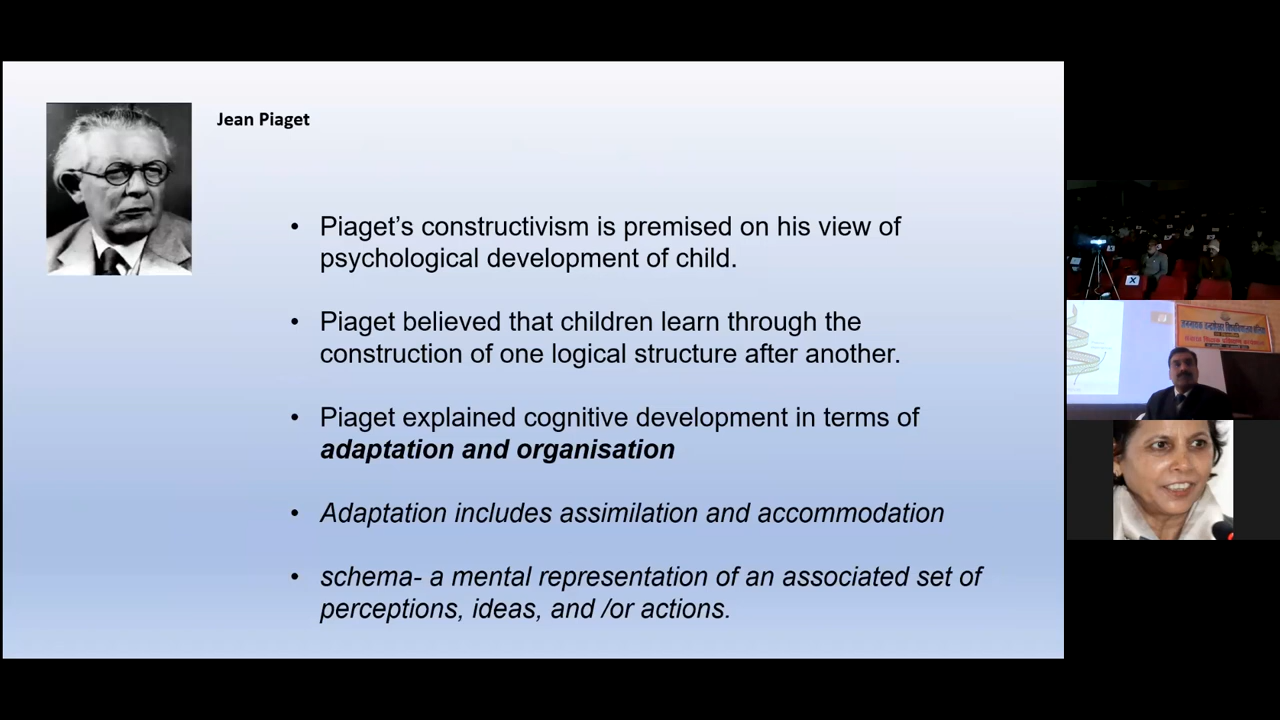 Jean Piaget
• Piaget’s constructivism is premised on his view of
psychological development of child.
• Piaget believed that children learn through the
construction of one logical structure after another.
• Piaget explained cognitive development in terms of
adaptation and organisation
• Adaptation includes assimilation and accommodation
• schema- a mental representation of an associated set of
perceptions, ideas, and /or actions.
X